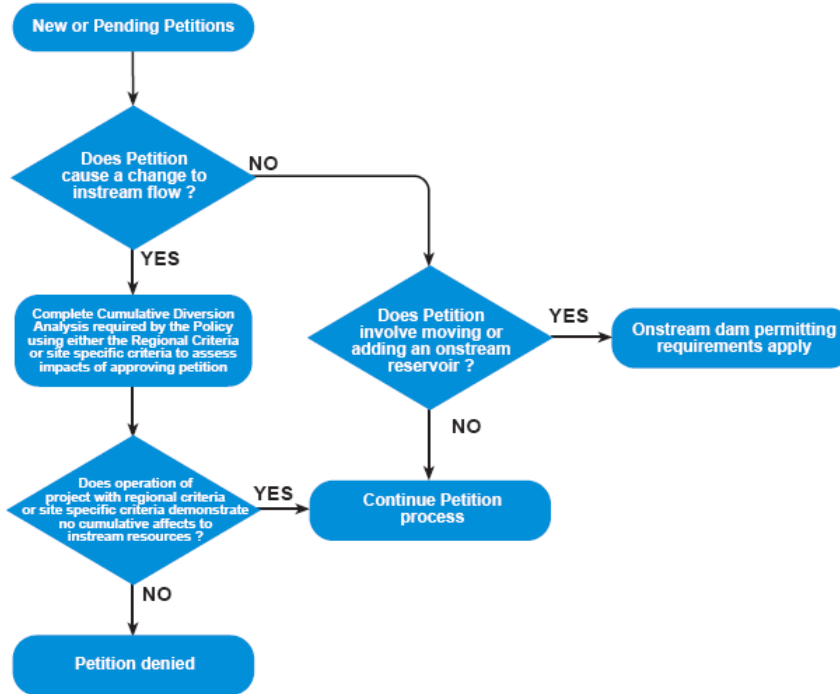 New or Pending Petitions
Does Petition
cause a change to
instream flow ?
NO
YES
Complete Cumulative Diversion
Analysis required by the Policy
using either the Regional Criteria
or site specific criteria to assess
impacts of approving petition
Does Petition
involve moving or
adding an onstream
reservoir ?
YES
Onstream dam permitting
requirements apply
NO
Does operation of
project with regional criteria
or site specific criteria demonstrate
no cumulative affects to
instream resources ?
YES
Continue Petition
process
NO
Petition denied